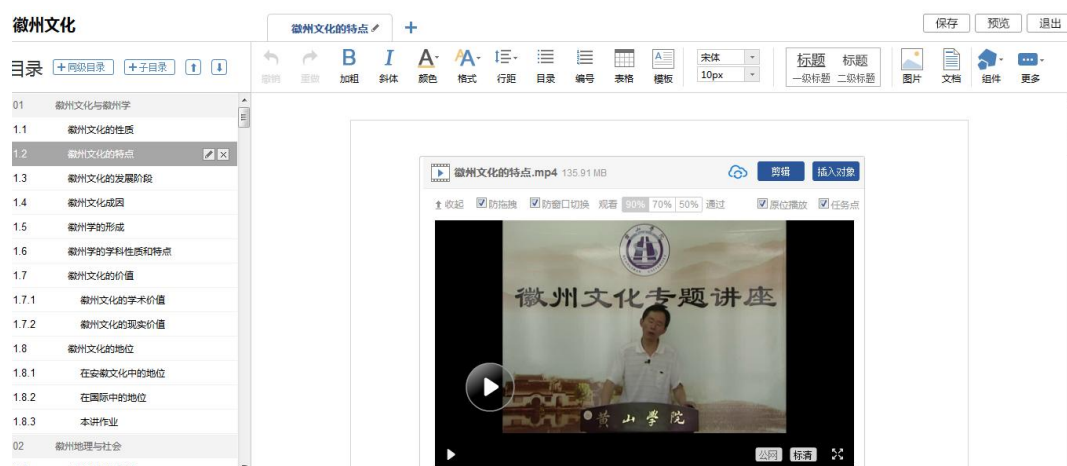 徽州文化
徽州文化的特点
保存 预览 退出
目录 +同级目录 +子目录
撤销 重做 加粗 斜体 颜色 格式 行距 目录 编号 表格 模板
宋体
10px
标题 标题
一级标题 二级标题
图片 文档 组件 更多
01 徽州文化与徽州学
1.1 徽州文化的性质
1.2 徽州文化的特点
1.3 徽州文化的发展阶段
1.4 徽州文化成因
1.5 徽州学的形成
1.6 徽州学的学科性质和特点
1.7 徽州文化的价值
1.7.1 徽州文化的学术价值
1.7.2 徽州文化的现实价值
1.8 徽州文化的地位
1.8.1 在安徽文化中的地位
1.8.2 在国际中的地位
1.8.3 本讲作业
02 徽州地理与社会
徽州文化的特点.mp4 135.91 MB
剪辑 插入对象
收起 防拖拽 防窗口切换 观看 90% 70% 50% 通过 原位播放 任务点
徽州文化专题讲座
黄山学院
公网 标清